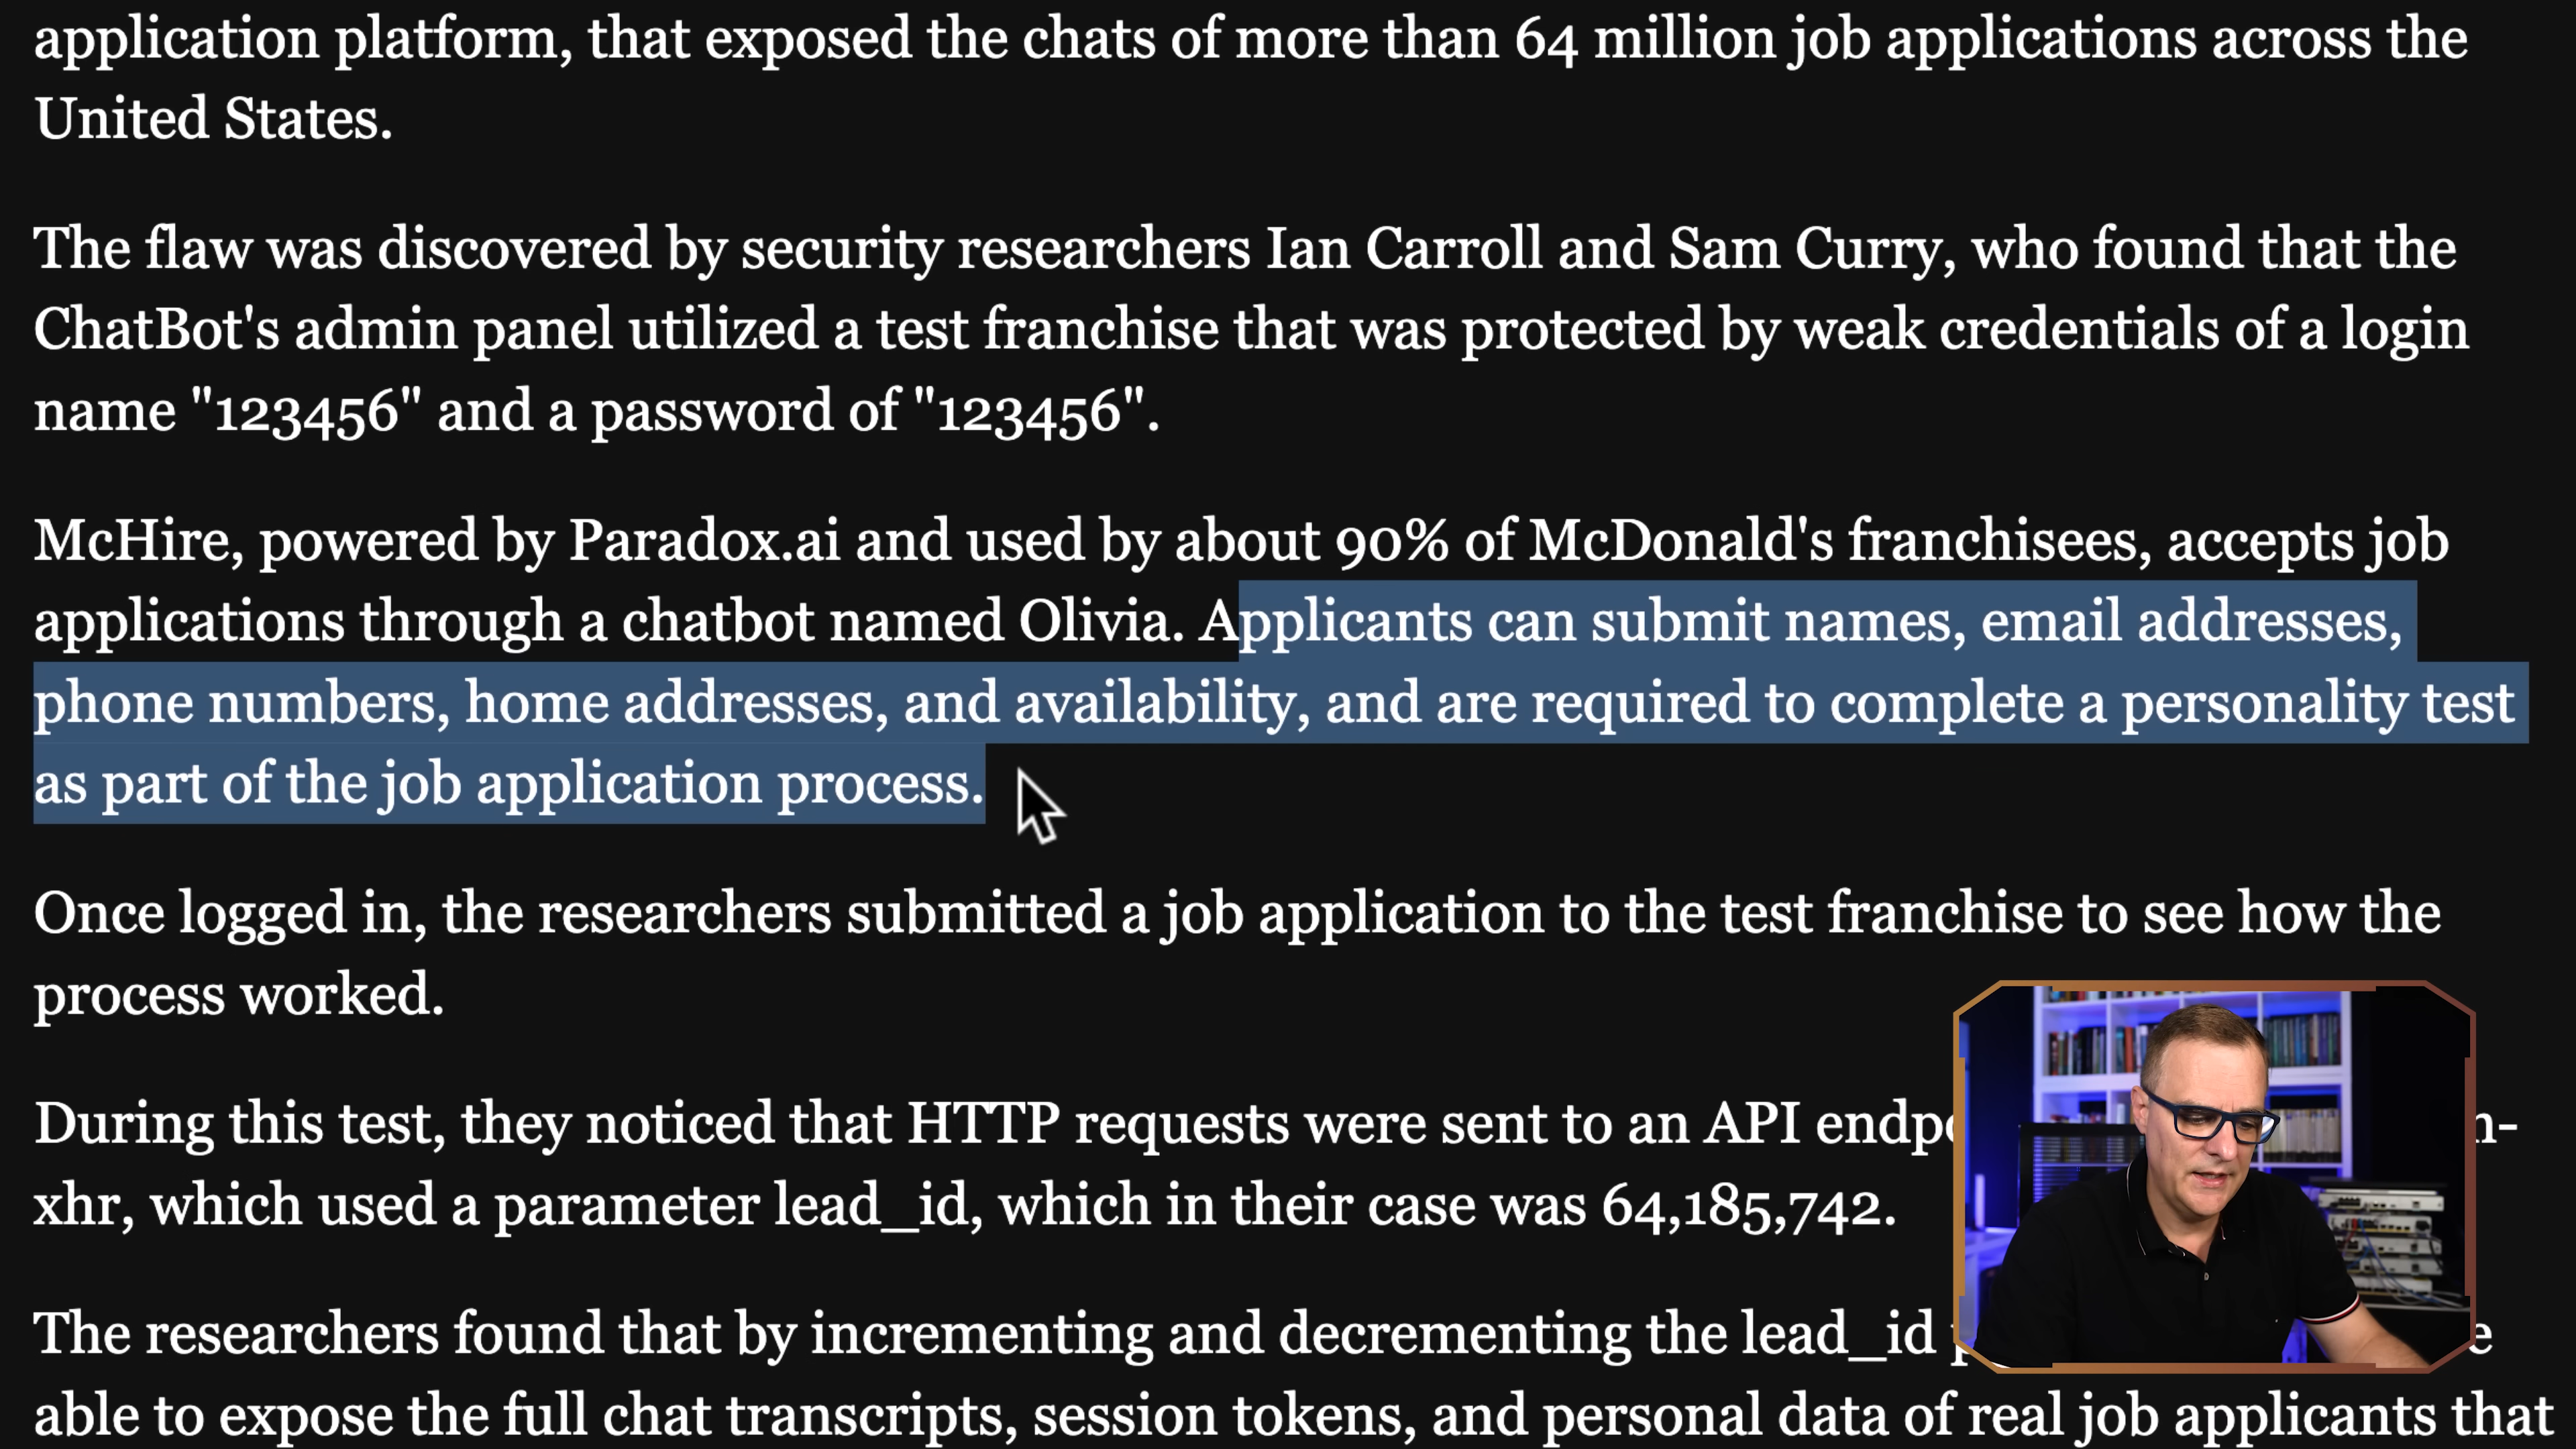 application platform, that exposed the chats of more than 64 million job applications across the
United States.
The flaw was discovered by security researchers Ian Carroll and Sam Curry, who found that the
ChatBot's admin panel utilized a test franchise that was protected by weak credentials of a login
name "123456" and a password of "123456".
McHire, powered by Paradox.ai and used by about 90% of McDonald's franchisees, accepts job
applications through a chatbot named Olivia. Applicants can submit names, email addresses,
phone numbers, home addresses, and availability, and are required to complete a personality test
as part of the job application process.
Once logged in, the researchers submitted a job application to the test franchise to see how the
process worked.
During this test, they noticed that HTTP requests were sent to an API
xhr, which used a parameter lead_id, which in their case was 64,185,742.
The researchers found that by incrementing and decrementing the lead_id
able to expose the full chat transcripts, session tokens, and personal data of real job applicants that